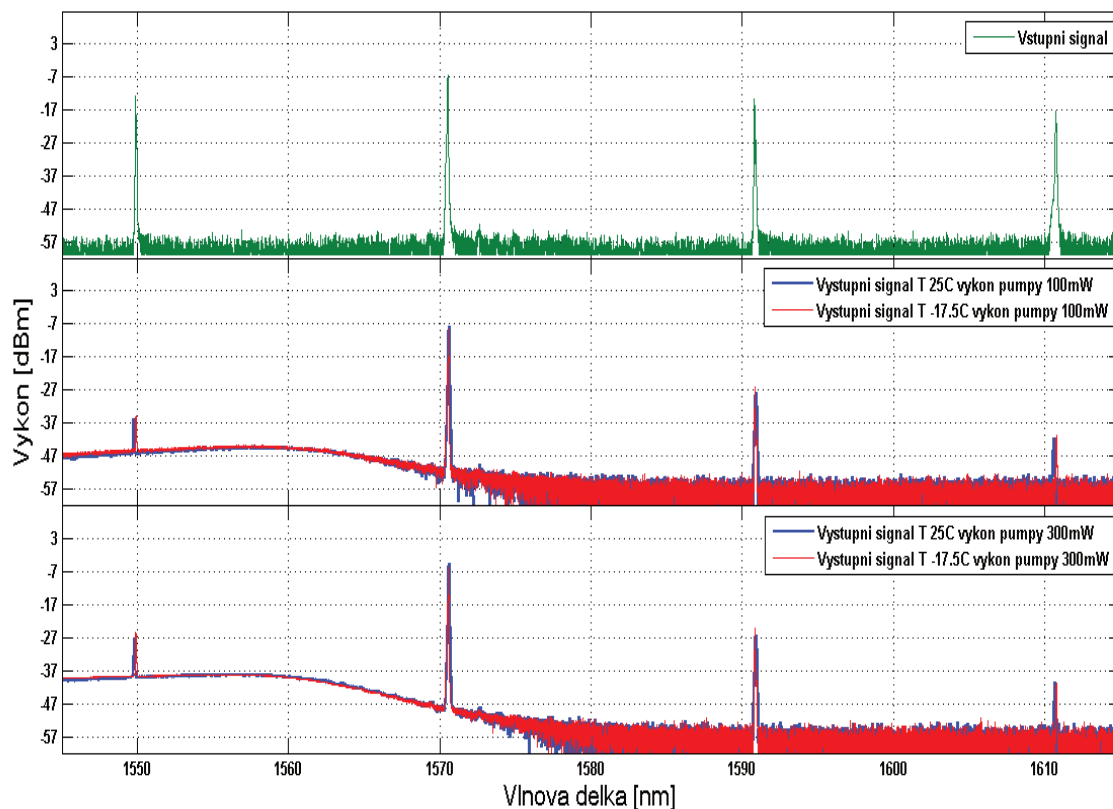 3
-7
-17
-27
-37
-47
-57
Vstupni signal
3
-7
-17
-27
-37
-47
-57
Vystupni signal T 25C vykon pumpy 100mW
Vystupni signal T -17.5C vykon pumpy 100mW
Vykon [dBm]
3
-7
-17
-27
-37
-47
-57
Vystupni signal T 25C vykon pumpy 300mW
Vystupni signal T -17.5C vykon pumpy 300mW
1550 1560 1570 1580 1590 1600 1610
Vlnova delka [nm]